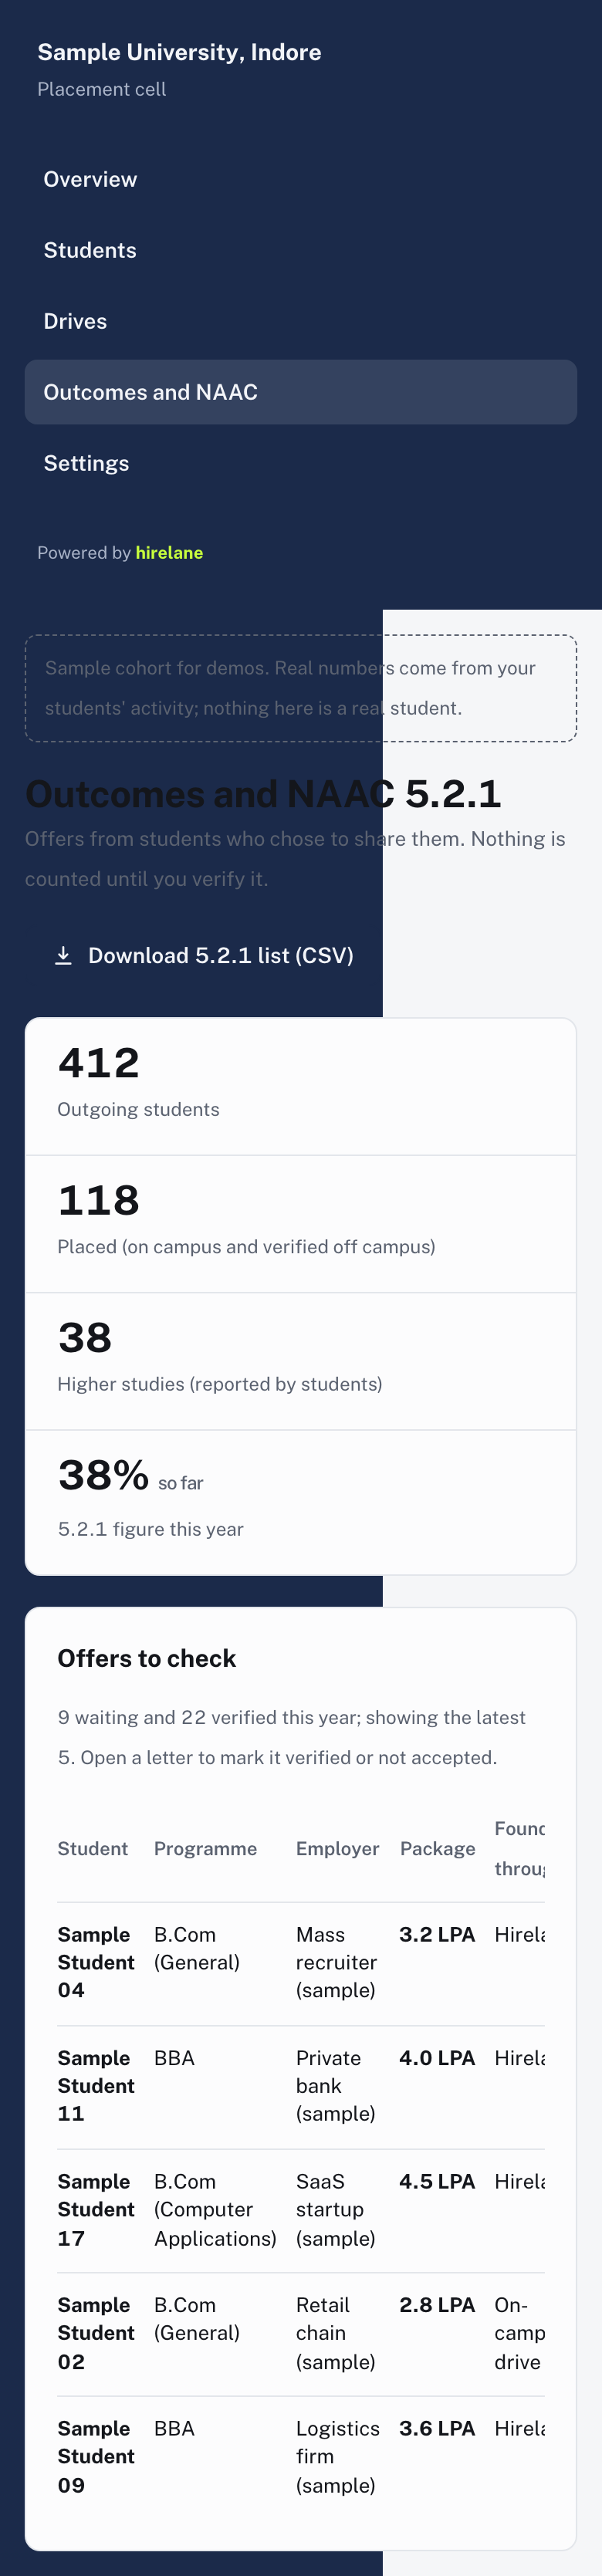 Sample University, Indore
Placement cell
Overview
Students
Drives
Outcomes and NAAC
Settings
Powered by hirelane
Sample cohort for demos. Real numbers come from your
students' activity; nothing here is a real student.
Outcomes and NAAC 5.2.1
Offers from students who chose to share them. Nothing is
counted until you verify it.
Download 5.2.1 list (CSV)
412
Outgoing students
118
Placed (on campus and verified off campus)
38
Higher studies (reported by students)
38% so far
5.2.1 figure this year
Offers to check
9 waiting and 22 verified this year; showing the latest
5. Open a letter to mark it verified or not accepted.
Student Programme Employer Package
Sample B.Com Mass 3.2 LPA
Student (General) recruiter
04 (sample)
Sample BBA Private 4.0 LPA
Student bank
11 (sample)
Sample B.Com SaaS 4.5 LPA
Student (Computer startup
17 Applications) (sample)
Sample B.Com Retail 2.8 LPA On-
Student (General) chain
02 (sample) drive
Sample BBA Logistics 3.6 LPA
Student firm
09 (sample)